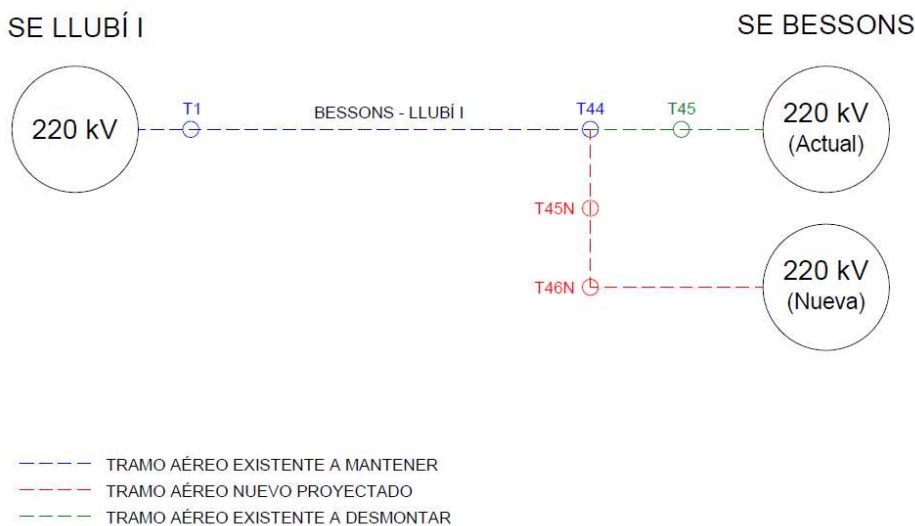 SE LLUBÍ I
SE BESSONS
220 kV
T1
BESSONS - LLUBÍ I
T44
T45
220 kV
(Actual)
T45N
T46N
220 kV
(Nueva)
TRAMO AÉREO EXISTENTE A MANTENER
TRAMO AÉREO NUEVO PROYECTADO
TRAMO AÉREO EXISTENTE A DESMONTAR